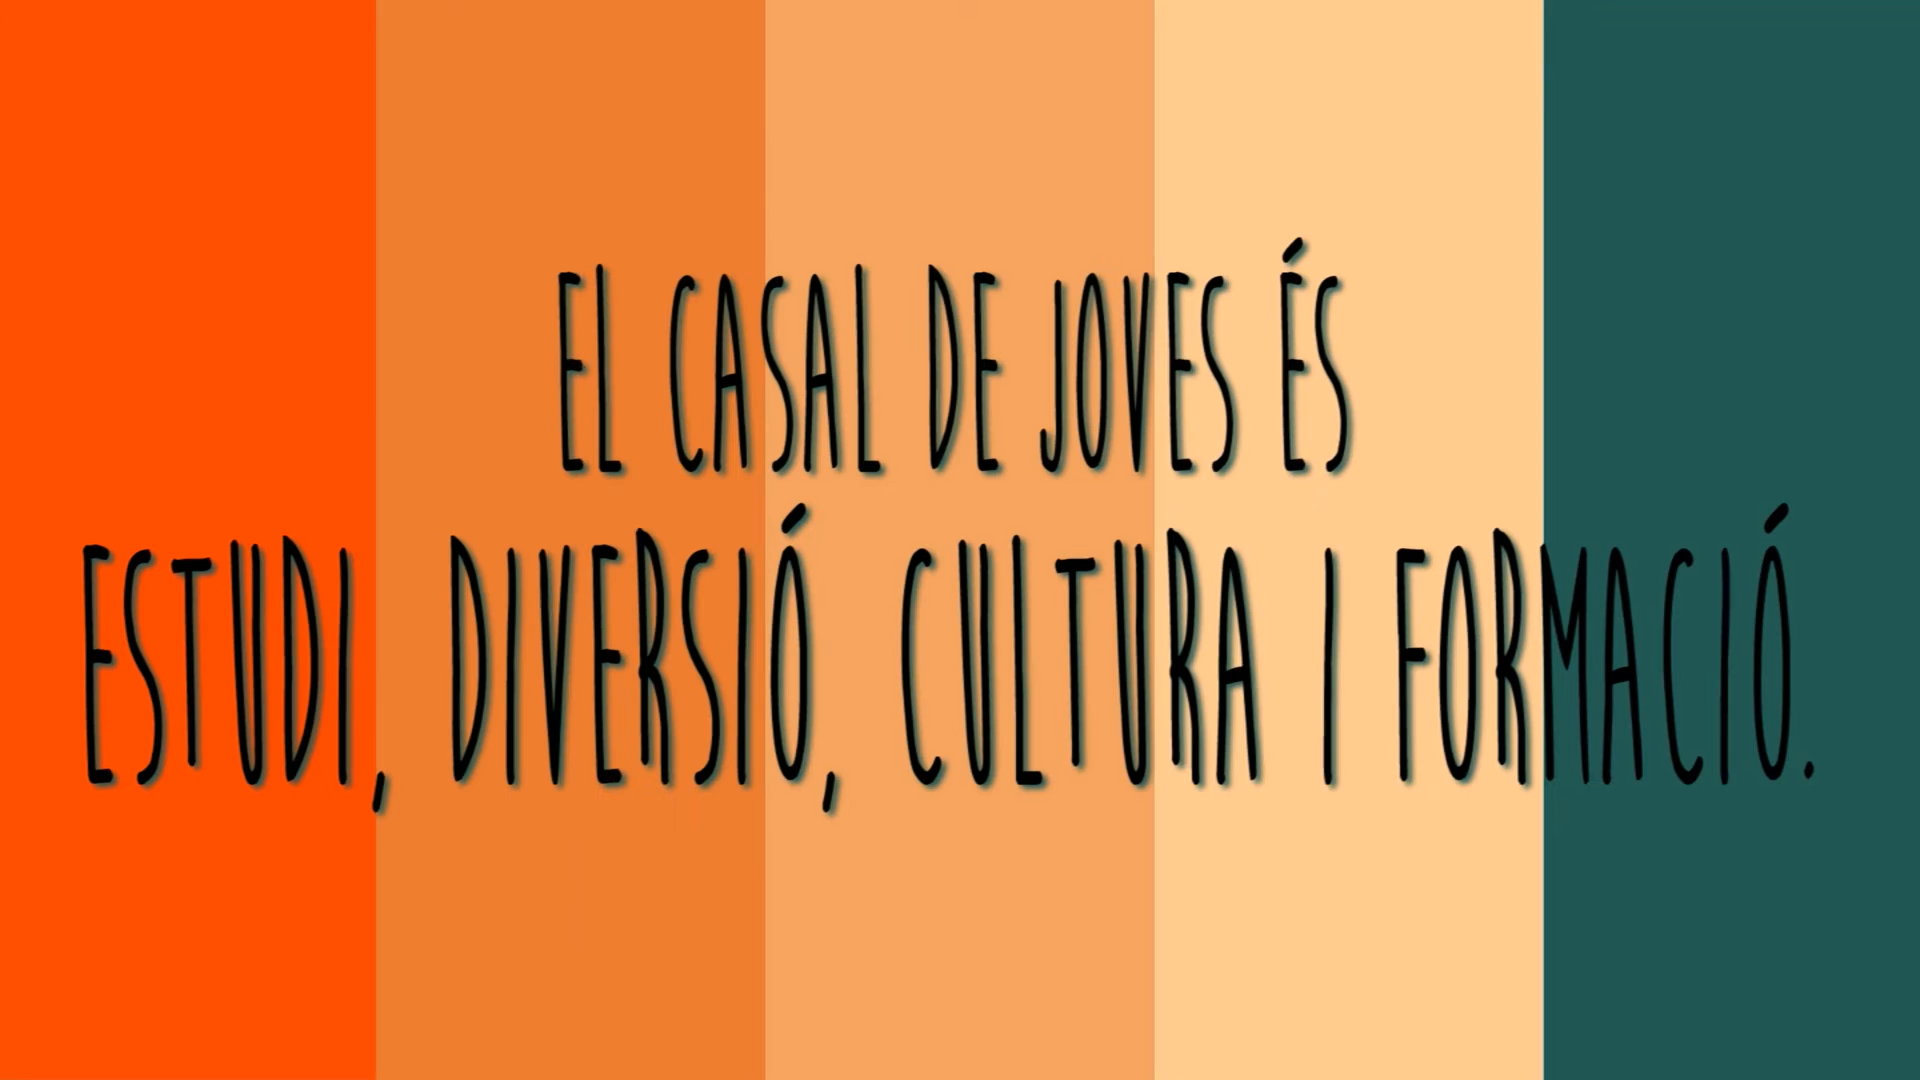 EL CASAL DE JOVES ÉS
ESTUDI, DIVERSIÓ, CULTURA I FORMACIÓ.